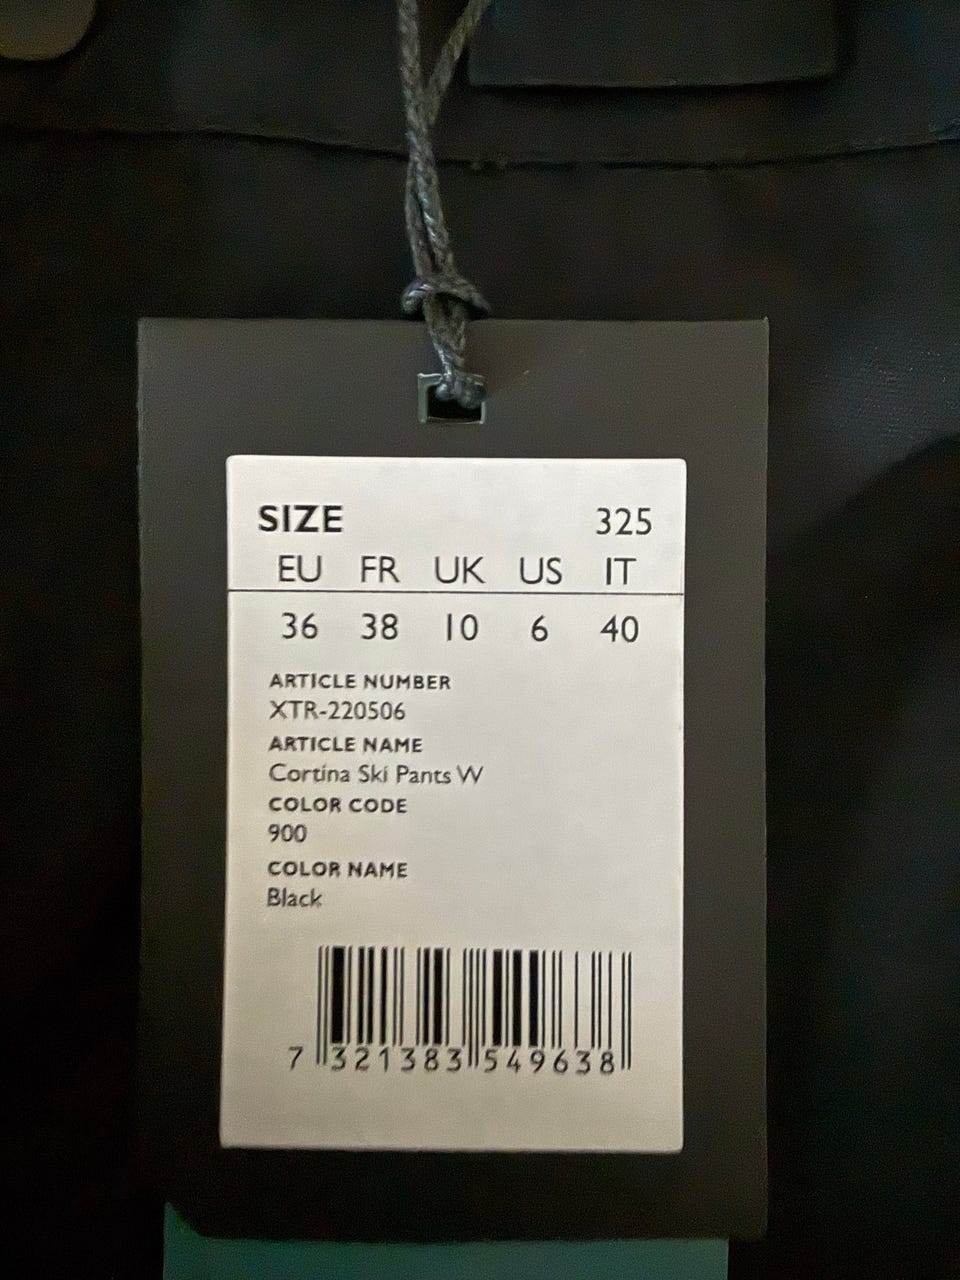 SIZE 325
EU FR UK US IT
36 38 10 6 40
ARTICLE NUMBER
XTR-220506
ARTICLE NAME
Cortina Ski Pants W
COLOR CODE
900
COLOR NAME
Black
7 321383 549638